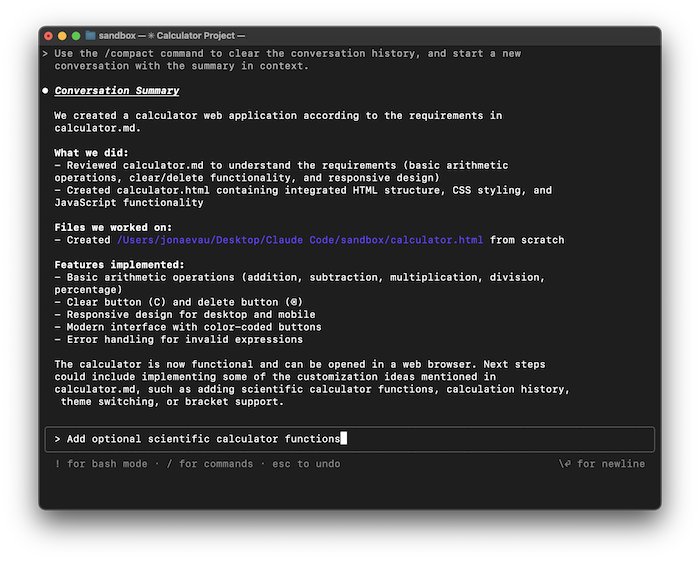 sandbox — ✳ Calculator Project —
> Use the /compact command to clear the conversation history, and start a new
conversation with the summary in context.
● Conversation Summary
We created a calculator web application according to the requirements in
calculator.md.
What we did:
– Reviewed calculator.md to understand the requirements (basic arithmetic
operations, clear/delete functionality, and responsive design)
– Created calculator.html containing integrated HTML structure, CSS styling, and
JavaScript functionality
Files we worked on:
– Created /Users/jonaevau/Desktop/Claude Code/sandbox/calculator.html from scratch
Features implemented:
– Basic arithmetic operations (addition, subtraction, multiplication, division,
percentage)
– Clear button (C) and delete button (⌫)
– Responsive design for desktop and mobile
– Modern interface with color-coded buttons
– Error handling for invalid expressions
The calculator is now functional and can be opened in a web browser. Next steps
could include implementing some of the customization ideas mentioned in
calculator.md, such as adding scientific calculator functions, calculation history,
theme switching, or bracket support.
> Add optional scientific calculator functions
! for bash mode · / for commands · esc to undo
\⏎ for newline